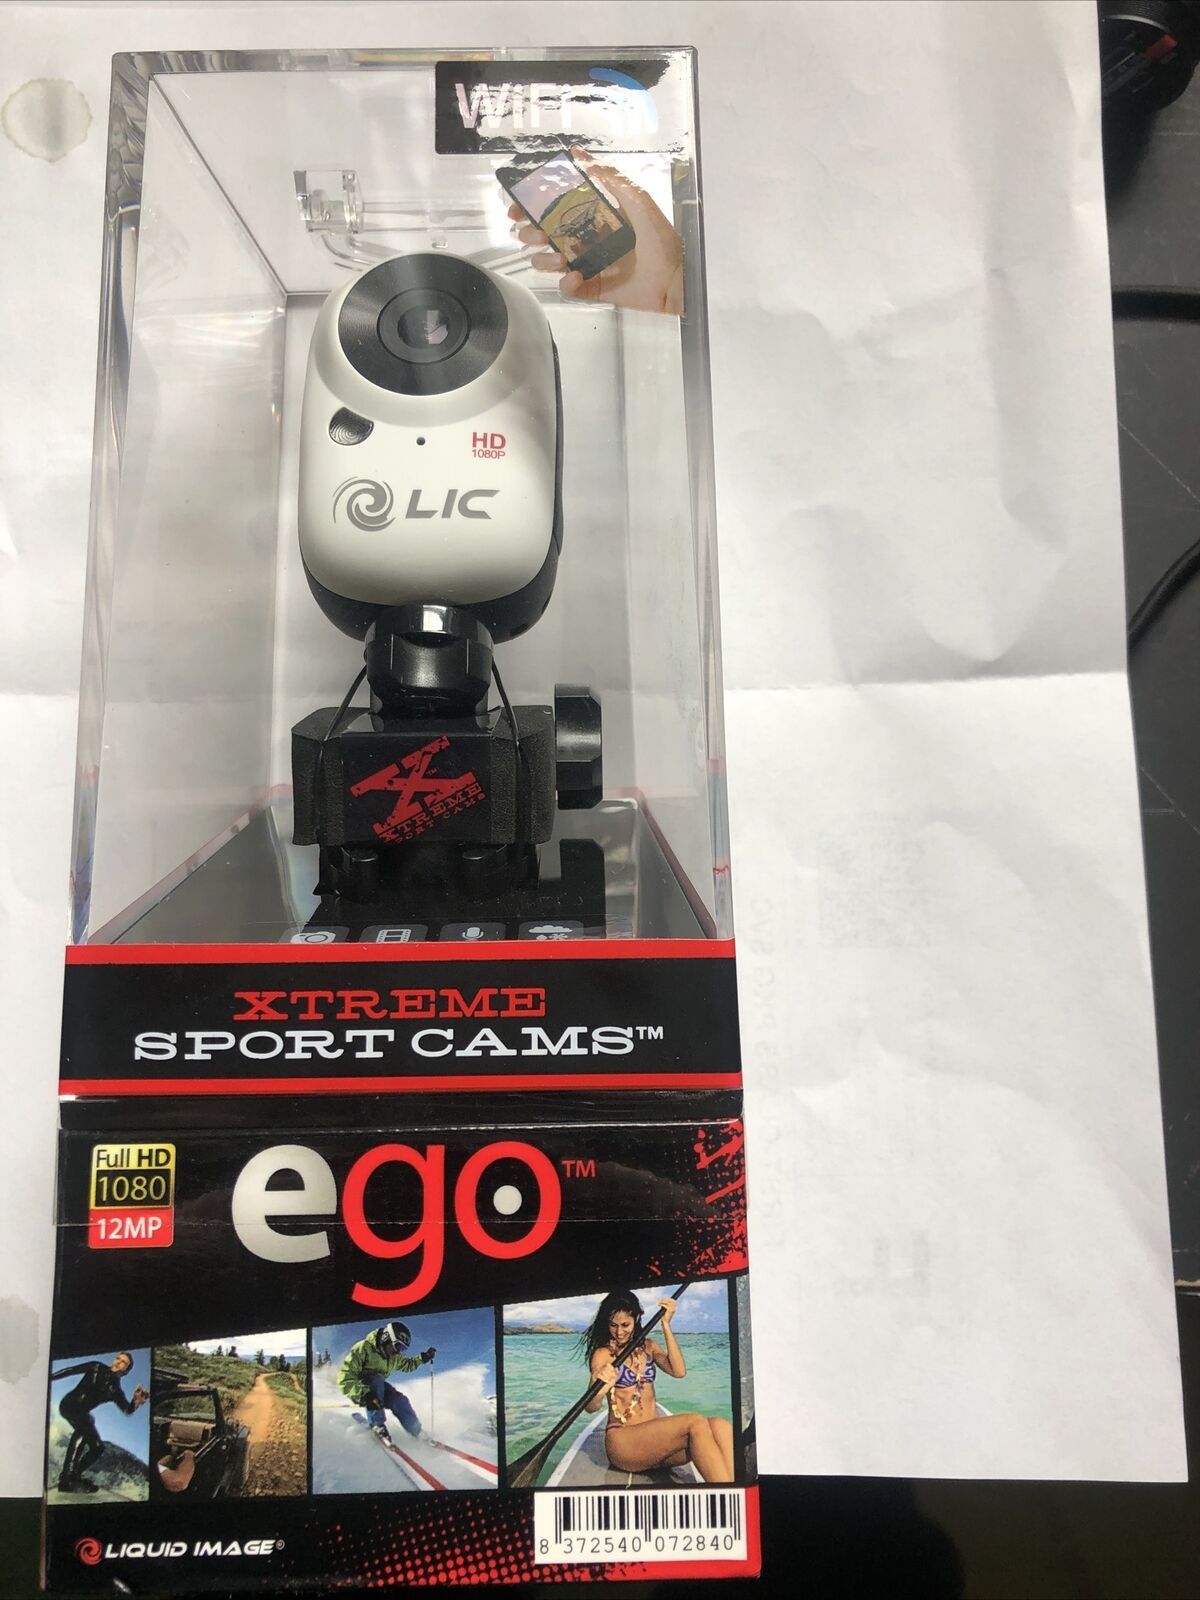 WiFi
HD
1080P
LIC
X™
XTREME
SPORT CAMS
XTREME
SPORT CAMS™
Full HD
1080
12MP
ego™
LIQUID IMAGE®
8 372540 072840